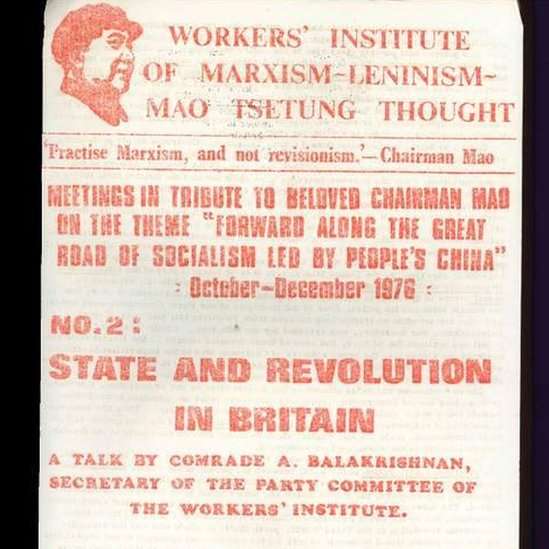 WORKERS' INSTITUTE
OF MARXISM-LENINISM-
MAO TSETUNG THOUGHT
'Practise Marxism, and not revisionism.'—Chairman Mao
MEETINGS IN TRIBUTE TO BELOVED CHAIRMAN MAO
ON THE THEME "FORWARD ALONG THE GREAT
ROAD OF SOCIALISM LED BY PEOPLE'S CHINA"
: October-December 1976 :
NO.2:
STATE AND REVOLUTION
IN BRITAIN
A TALK BY COMRADE A. BALAKRISHNAN,
SECRETARY OF THE PARTY COMMITTEE OF
THE WORKERS' INSTITUTE.